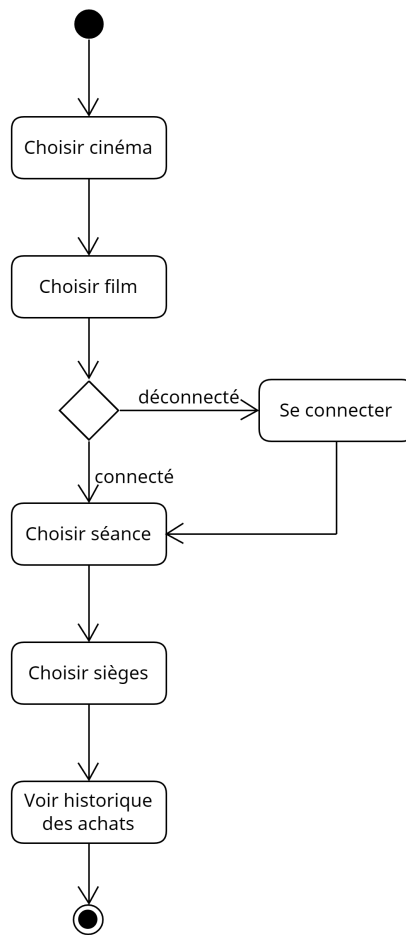 Choisir cinéma
Choisir film
déconnecté
Se connecter
connecté
Choisir séance
Choisir sièges
Voir historique
des achats